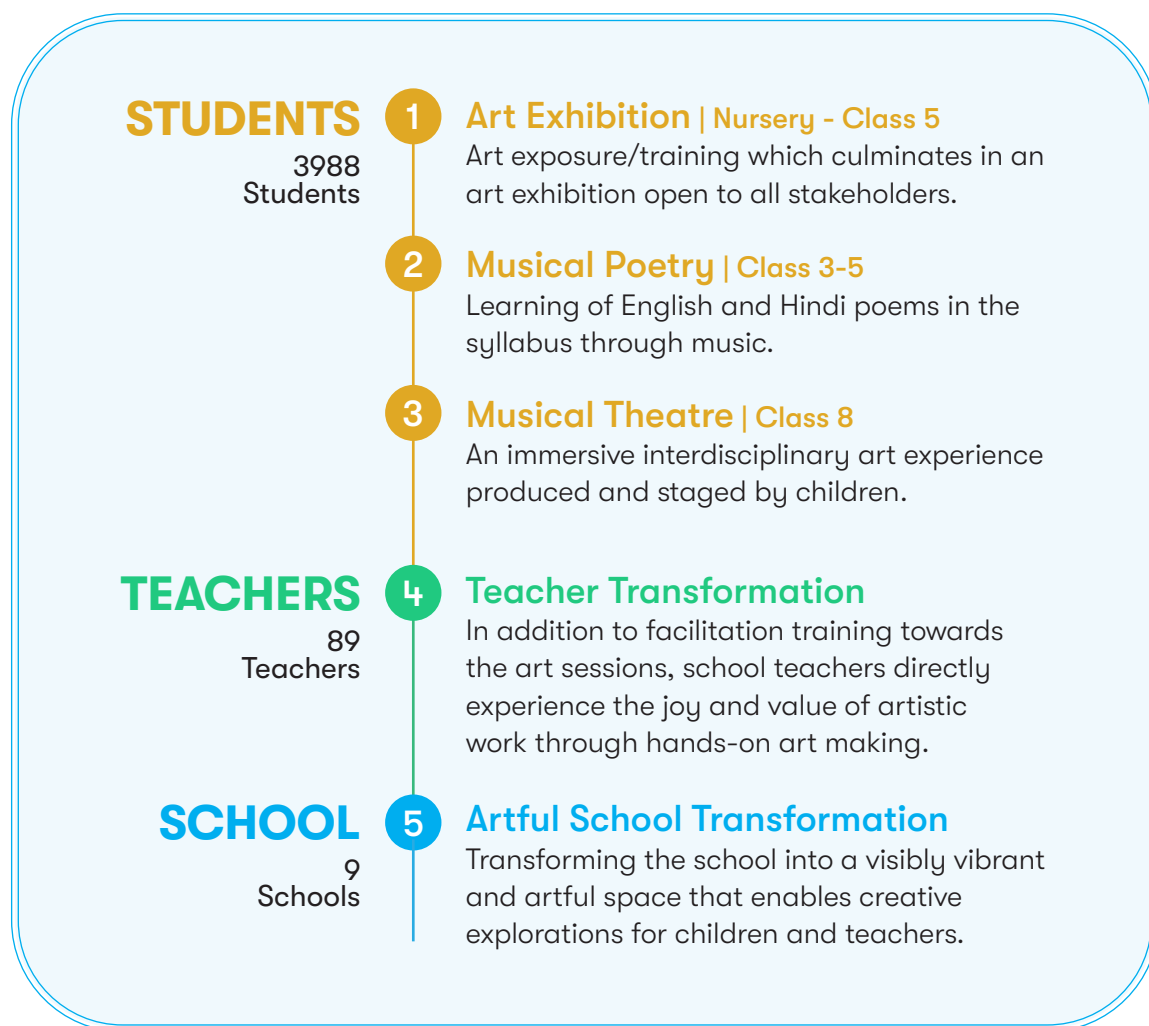 STUDENTS
3988
Students
1
Art Exhibition | Nursery - Class 5
Art exposure/training which culminates in an
art exhibition open to all stakeholders.
2
Musical Poetry | Class 3-5
Learning of English and Hindi poems in the
syllabus through music.
3
Musical Theatre | Class 8
An immersive interdisciplinary art experience
produced and staged by children.
TEACHERS
89
Teachers
4
Teacher Transformation
In addition to facilitation training towards
the art sessions, school teachers directly
experience the joy and value of artistic
work through hands-on art making.
SCHOOL
9
Schools
5
Artful School Transformation
Transforming the school into a visibly vibrant
and artful space that enables creative
explorations for children and teachers.